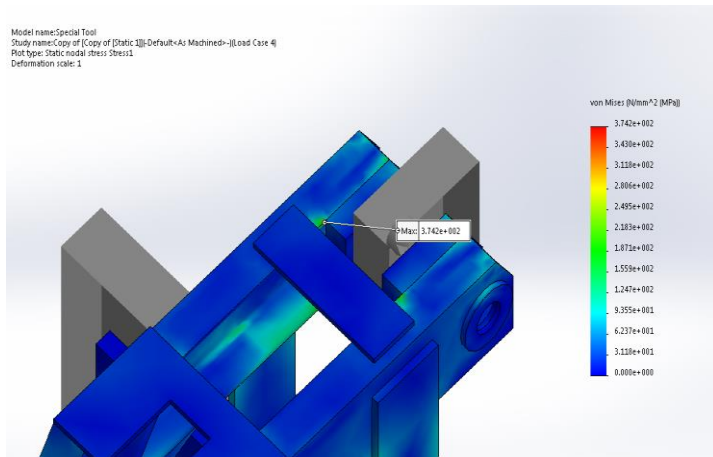 Model name:Special Tool
Study name:Copy of [Copy of [Static 1]]-Default<As Machined>-)(Load Case 4)
Plot type: Static nodal stress Stress1
Deformation scale: 1
von Mises (N/mm^2 (MPa))
3.742e+002
3.430e+002
3.118e+002
2.806e+002
2.495e+002
2.183e+002
1.871e+002
1.559e+002
1.247e+002
9.355e+001
6.237e+001
3.118e+001
0.000e+000
Max: 3.742e+002